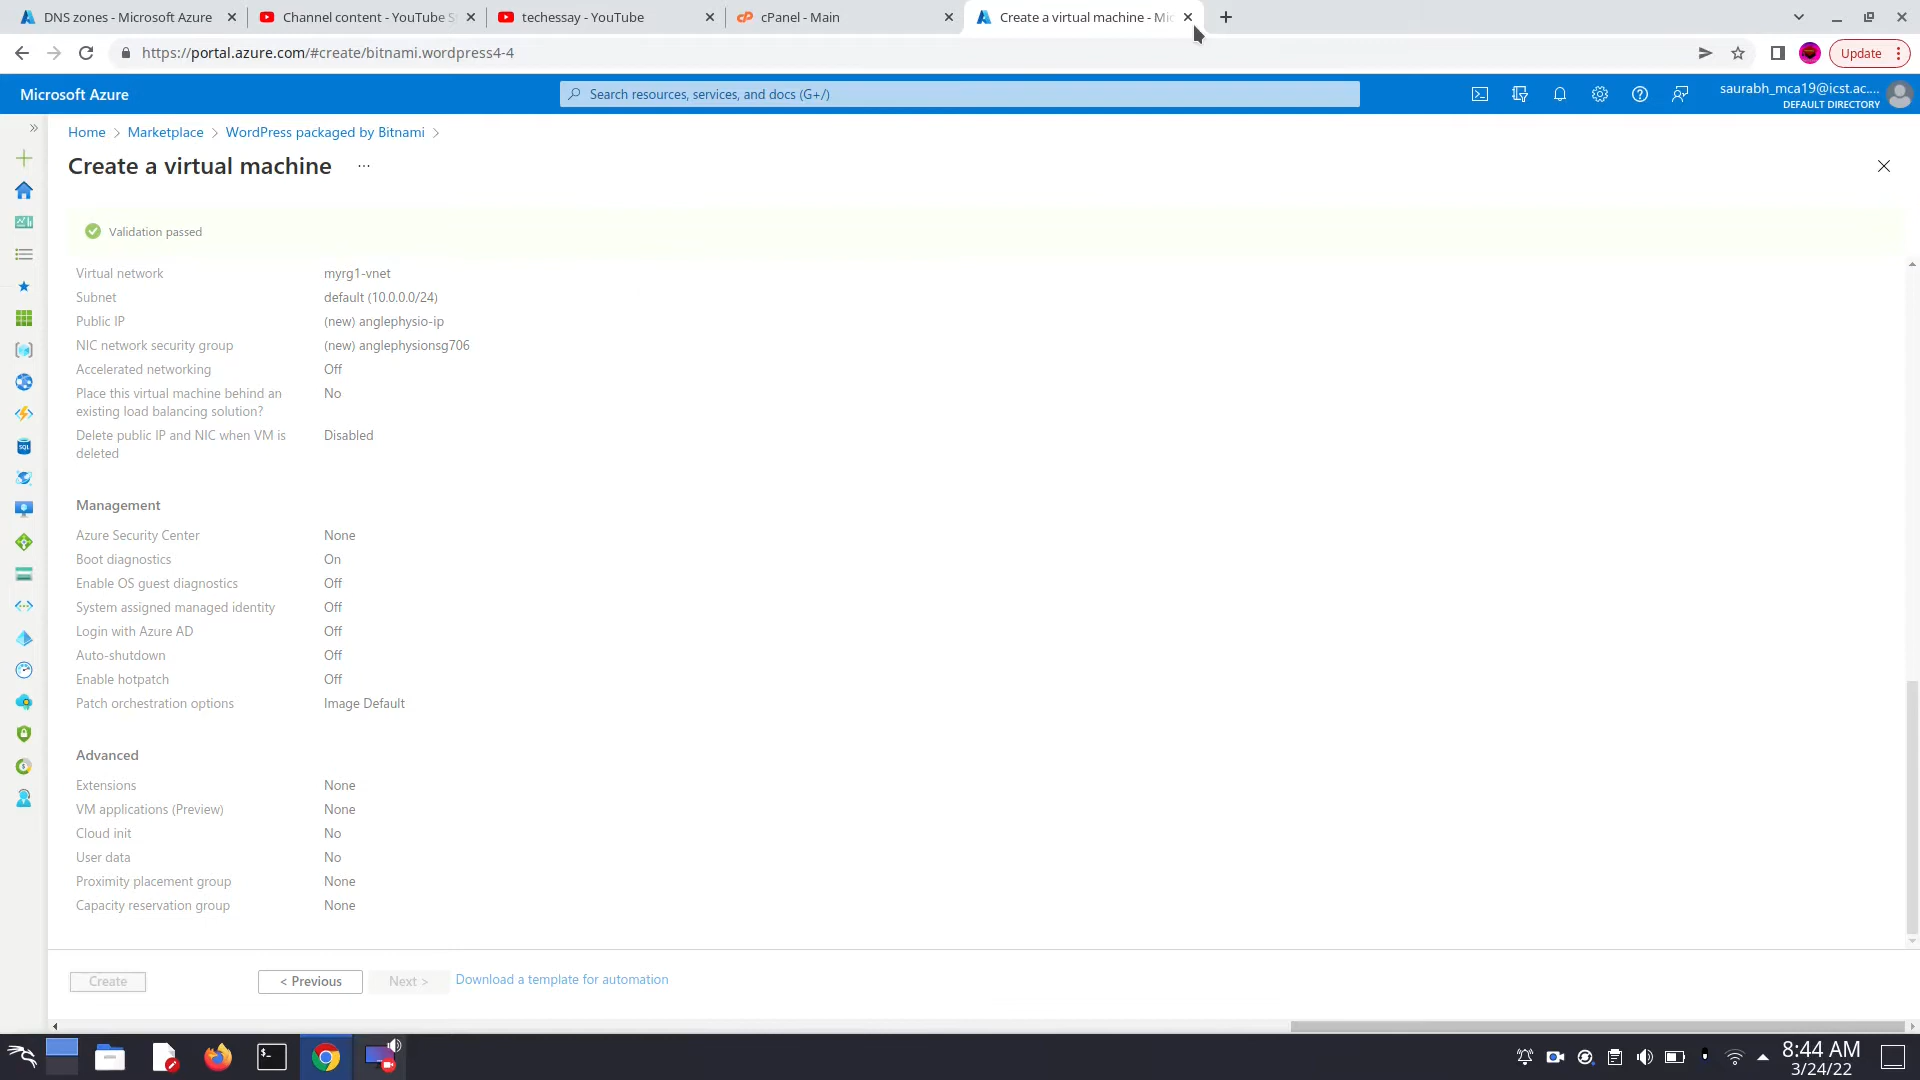 DNS zones - Microsoft Azure
Channel content - YouTube S
techessay - YouTube
cPanel - Main
Create a virtual machine - Mic
https://portal.azure.com/#create/bitnami.wordpress4-4
Update
Microsoft Azure
Search resources, services, and docs (G+/)
saurabh_mca19@icst.ac....
DEFAULT DIRECTORY
Home > Marketplace > WordPress packaged by Bitnami >
Create a virtual machine ...
Validation passed
Virtual network myrg1-vnet
Subnet default (10.0.0.0/24)
Public IP (new) anglephysio-ip
NIC network security group (new) anglephysionsg706
Accelerated networking Off
Place this virtual machine behind an No
existing load balancing solution?
Delete public IP and NIC when VM is Disabled
deleted
Management
Azure Security Center None
Boot diagnostics On
Enable OS guest diagnostics Off
System assigned managed identity Off
Login with Azure AD Off
Auto-shutdown Off
Enable hotpatch Off
Patch orchestration options Image Default
Advanced
Extensions None
VM applications (Preview) None
Cloud init No
User data No
Proximity placement group None
Capacity reservation group None
Create
< Previous
Next >
Download a template for automation
8:44 AM
3/24/22